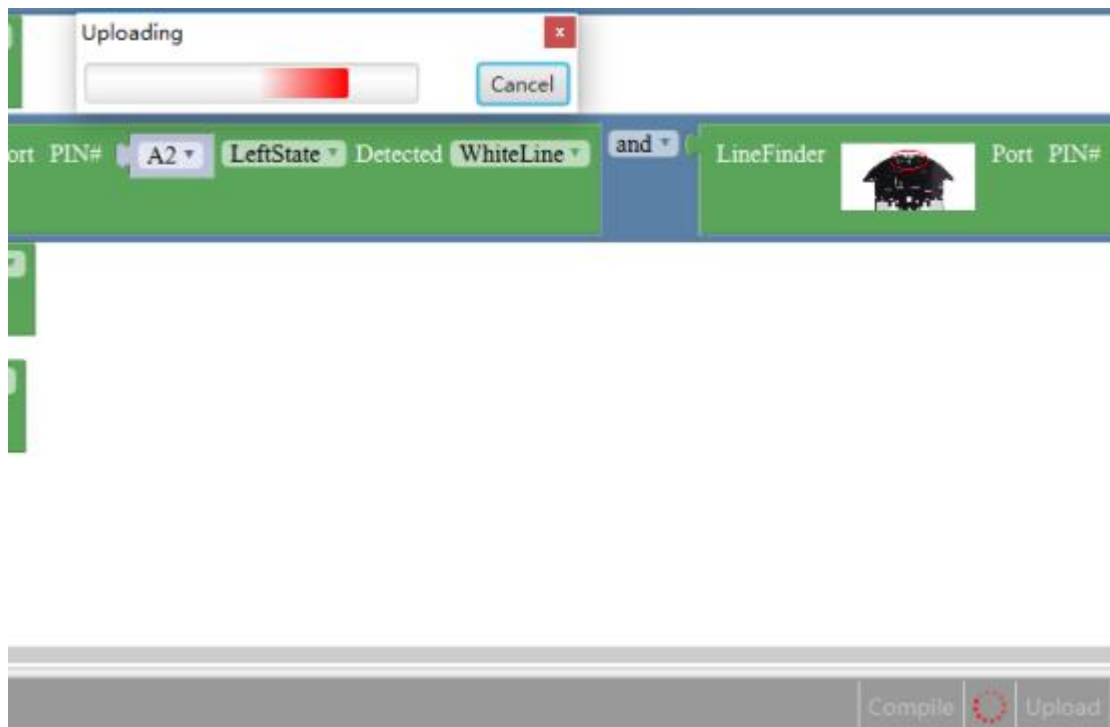 Uploading x
Cancel
ort PIN# A2 LeftState Detected WhiteLine and LineFinder Port PIN#
Compile Upload